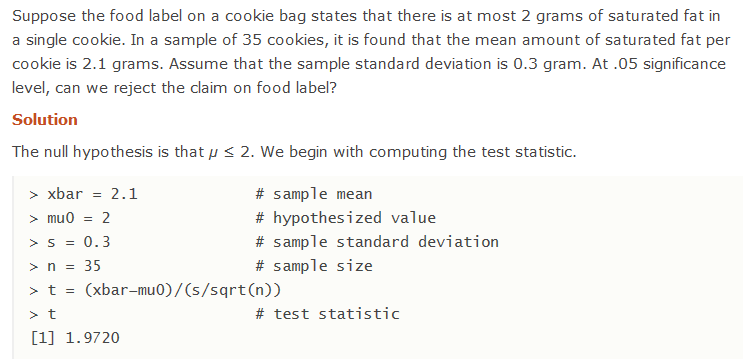 Suppose the food label on a cookie bag states that there is at most 2 grams of saturated fat in
a single cookie. In a sample of 35 cookies, it is found that the mean amount of saturated fat per
cookie is 2.1 grams. Assume that the sample standard deviation is 0.3 gram. At .05 significance
level, can we reject the claim on food label?
Solution
The null hypothesis is that μ ≤ 2. We begin with computing the test statistic.
> xbar = 2.1 # sample mean
> mu0 = 2 # hypothesized value
> s = 0.3 # sample standard deviation
> n = 35 # sample size
> t = (xbar−mu0)/(s/sqrt(n))
> t # test statistic
[1] 1.9720